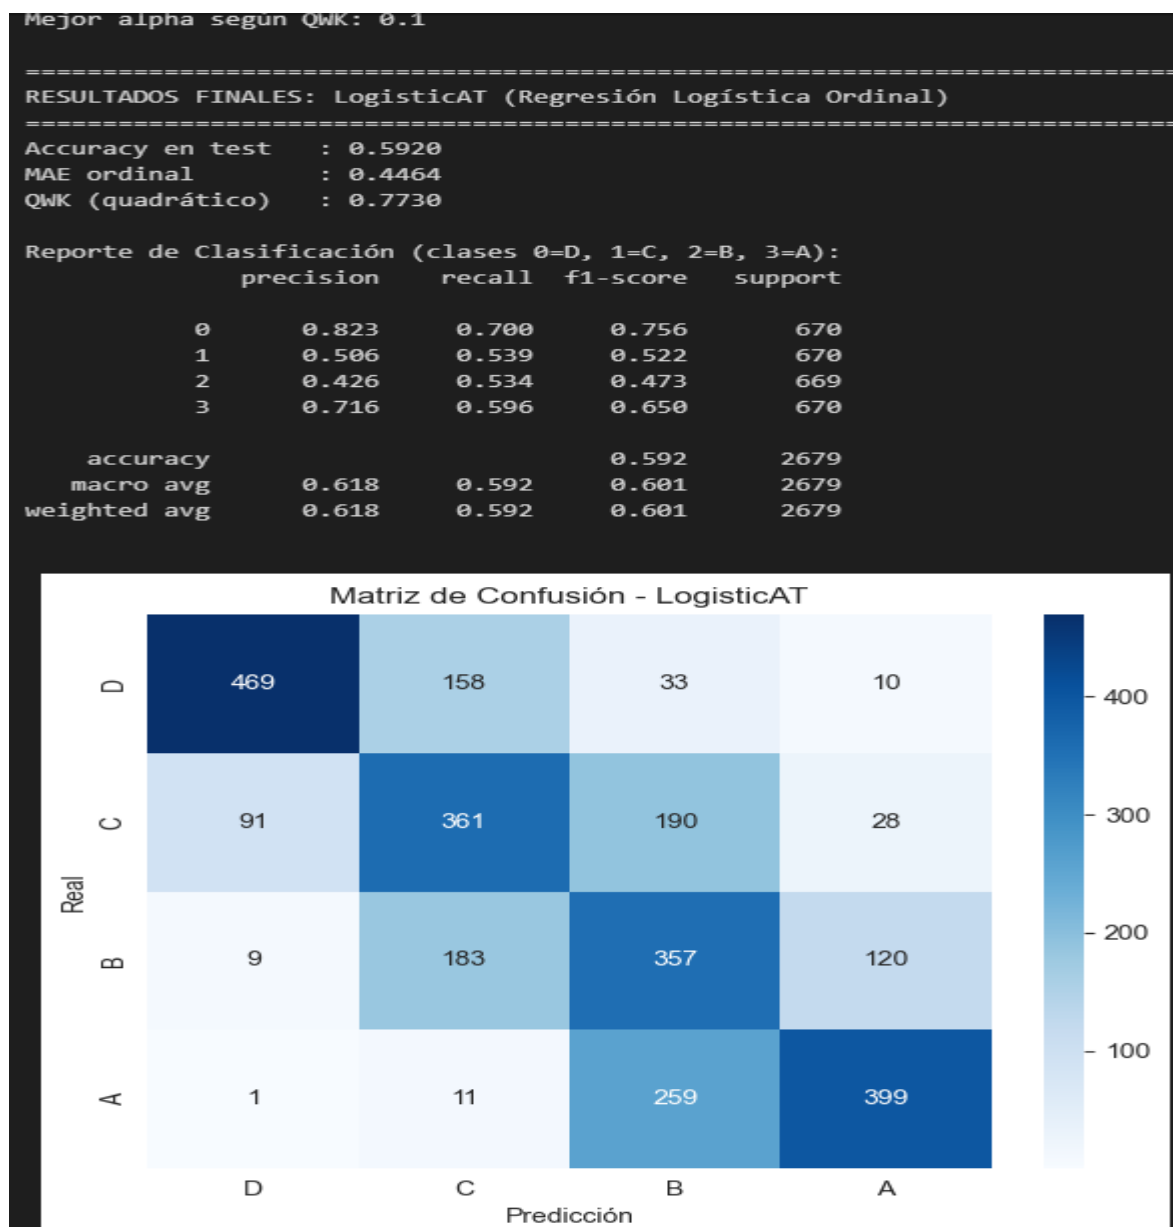 Mejor alpha según QWK: 0.1
================================================================================
RESULTADOS FINALES: LogisticAT (Regresión Logística Ordinal)
================================================================================
Accuracy en test   : 0.5920
MAE ordinal        : 0.4464
QWK (quadrático)   : 0.7730
Reporte de Clasificación (clases 0=D, 1=C, 2=B, 3=A):
precision    recall  f1-score   support
0      0.823     0.700     0.756       670
1      0.506     0.539     0.522       670
2      0.426     0.534     0.473       669
3      0.716     0.596     0.650       670
accuracy                          0.592      2679
macro avg      0.618     0.592     0.601      2679
weighted avg      0.618     0.592     0.601      2679
Matriz de Confusión - LogisticAT
D 469 158 33 10
C 91 361 190 28
B 9 183 357 120
A 1 11 259 399
Real
D C B A
Predicción
400
300
200
100